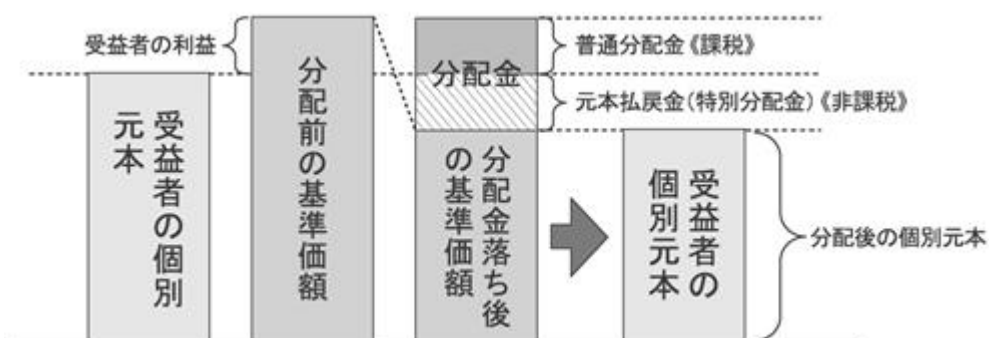 受益者の利益
受益者の個別
元本
分配前の基準価額
分配金
分配金落ち後
の基準価額
普通分配金《課税》
元本払戻金(特別分配金)《非課税》
受益者の
個別元本
分配後の個別元本